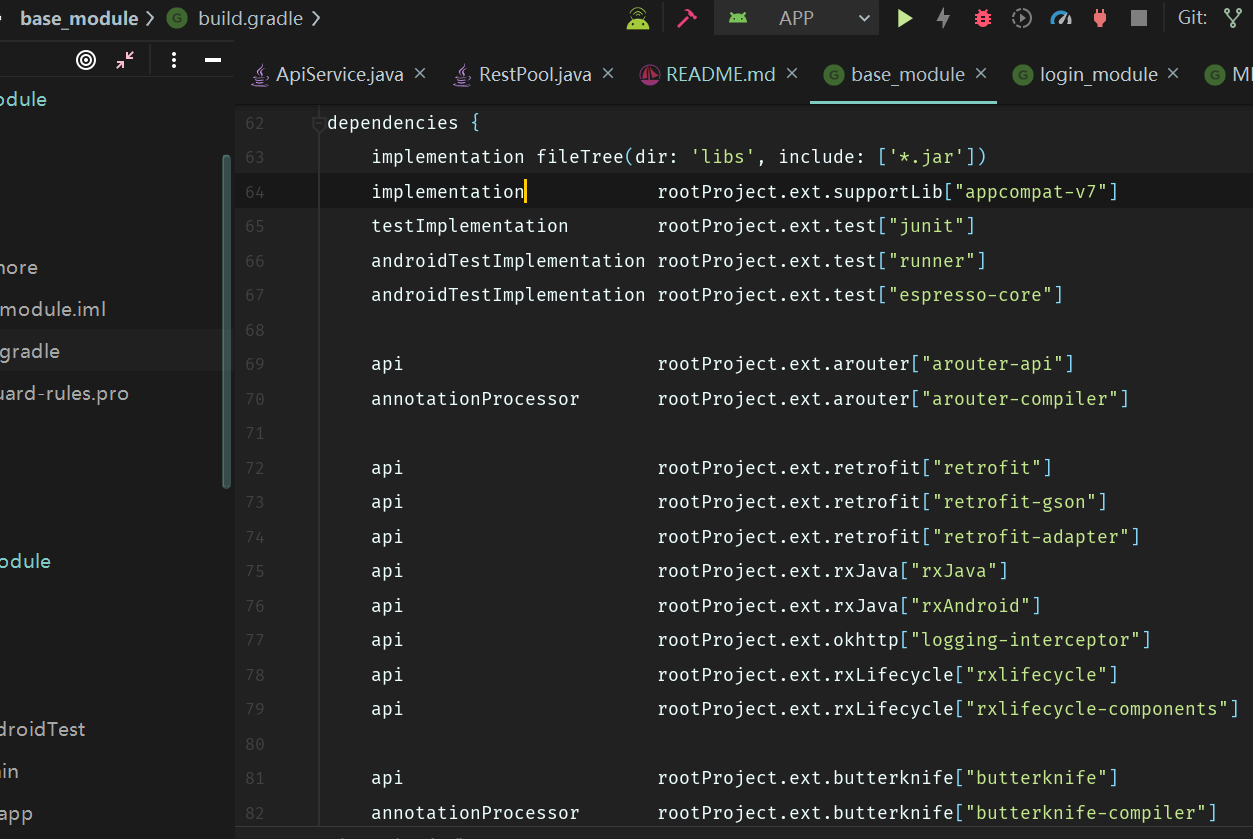 base_module > build.gradle >
APP
Git:
ApiService.java
RestPool.java
README.md
base_module
login_module
odule
module.iml
gradle
uard-rules.pro
odule
droidTest
in
app
62 dependencies {
63 implementation fileTree(dir: 'libs', include: ['*.jar'])
64 implementation rootProject.ext.supportLib["appcompat-v7"]
65 testImplementation rootProject.ext.test["junit"]
66 androidTestImplementation rootProject.ext.test["runner"]
67 androidTestImplementation rootProject.ext.test["espresso-core"]
68
69 api rootProject.ext.arouter["arouter-api"]
70 annotationProcessor rootProject.ext.arouter["arouter-compiler"]
71
72 api rootProject.ext.retrofit["retrofit"]
73 api rootProject.ext.retrofit["retrofit-gson"]
74 api rootProject.ext.retrofit["retrofit-adapter"]
75 api rootProject.ext.rxJava["rxJava"]
76 api rootProject.ext.rxJava["rxAndroid"]
77 api rootProject.ext.okhttp["logging-interceptor"]
78 api rootProject.ext.rxLifecycle["rxlifecycle"]
79 api rootProject.ext.rxLifecycle["rxlifecycle-components"]
80
81 api rootProject.ext.butterknife["butterknife"]
82 annotationProcessor rootProject.ext.butterknife["butterknife-compiler"]